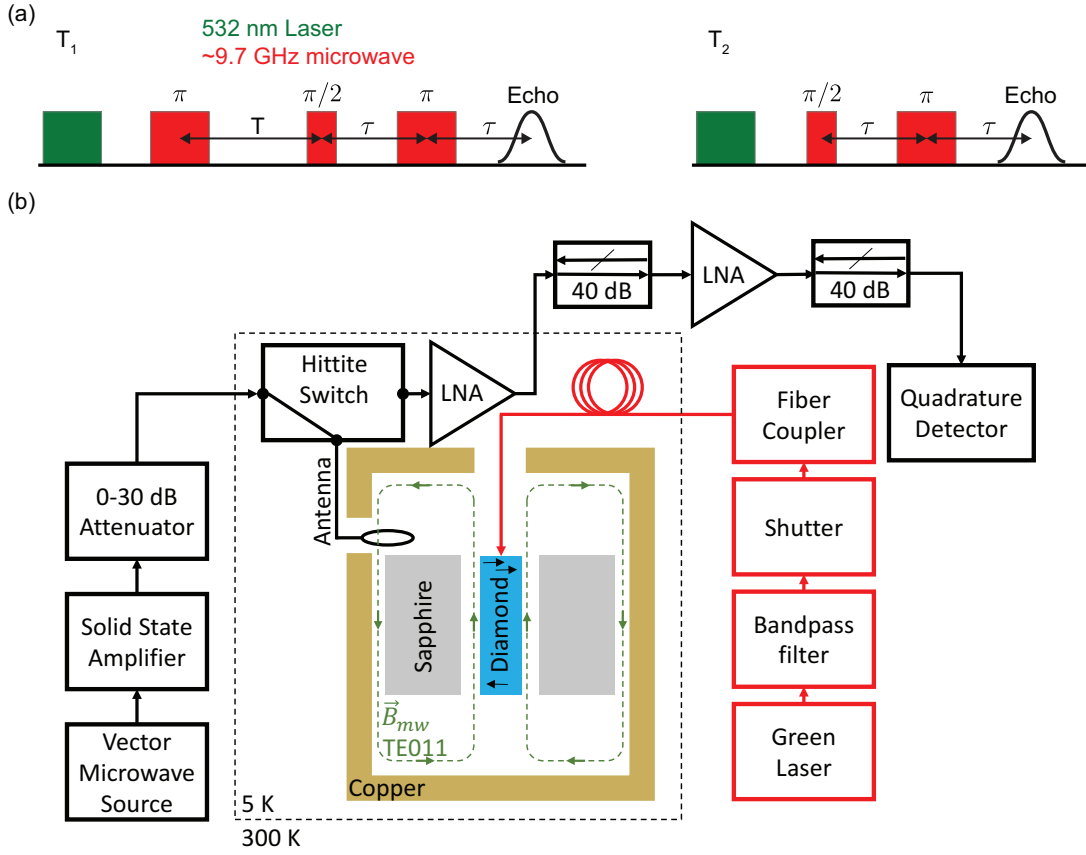 (a)
T1
532 nm Laser
~9.7 GHz microwave
π
π/2
π
Echo
T
τ
τ
T2
π/2
π
Echo
τ
τ
(b)
40 dB
LNA
40 dB
Hittite
Switch
LNA
Fiber
Coupler
Quadrature
Detector
Antenna
0-30 dB
Attenuator
Shutter
Sapphire
Diamond
Solid State
Amplifier
Bandpass
filter
B⃗mw
TE011
Vector
Microwave
Source
Green
Laser
Copper
5 K
300 K